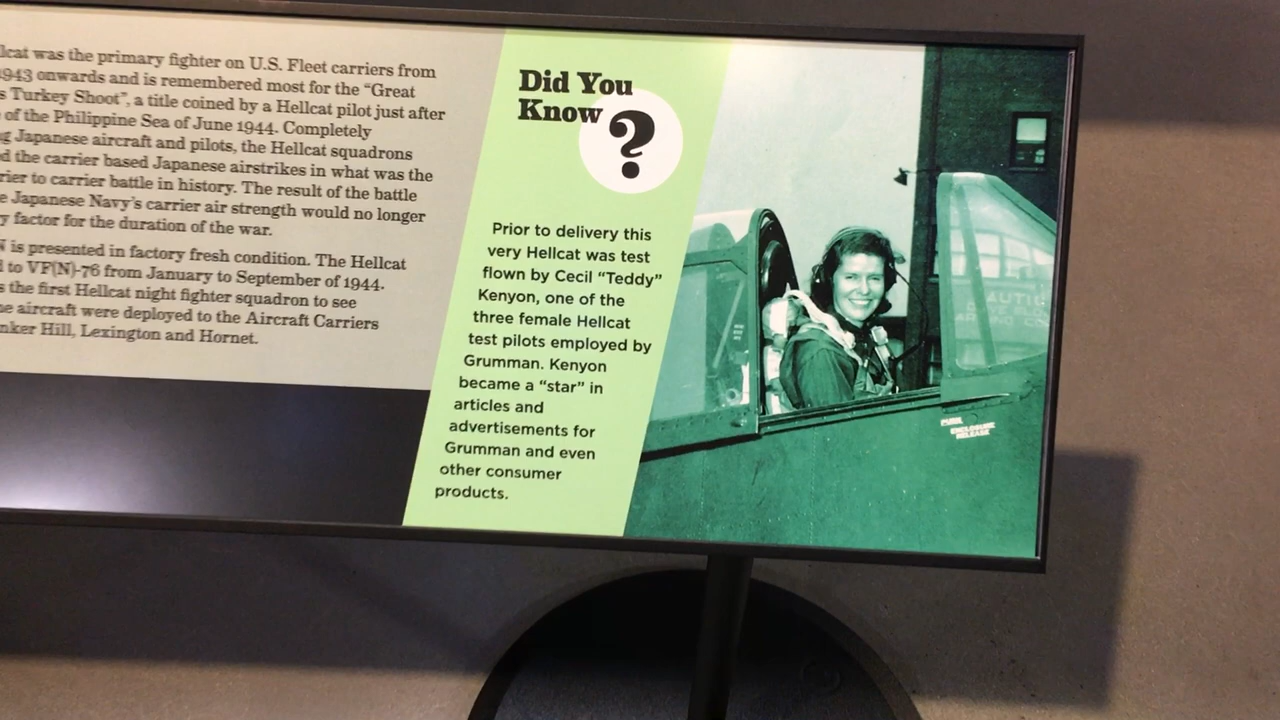 lcat was the primary fighter on U.S. Fleet carriers from
1943 onwards and is remembered most for the “Great
s Turkey Shoot”, a title coined by a Hellcat pilot just after
of the Philippine Sea of June 1944. Completely
g Japanese aircraft and pilots, the Hellcat squadrons
d the carrier based Japanese airstrikes in what was the
rier to carrier battle in history. The result of the battle
e Japanese Navy’s carrier air strength would no longer
y factor for the duration of the war.
N is presented in factory fresh condition. The Hellcat
d to VF(N)-76 from January to September of 1944.
s the first Hellcat night fighter squadron to see
he aircraft were deployed to the Aircraft Carriers
nker Hill, Lexington and Hornet.
Did You
Know
?
Prior to delivery this
very Hellcat was test
flown by Cecil “Teddy”
Kenyon, one of the
three female Hellcat
test pilots employed by
Grumman. Kenyon
became a “star” in
articles and
advertisements for
Grumman and even
other consumer
products.
ENCLOSURE
RELEASE